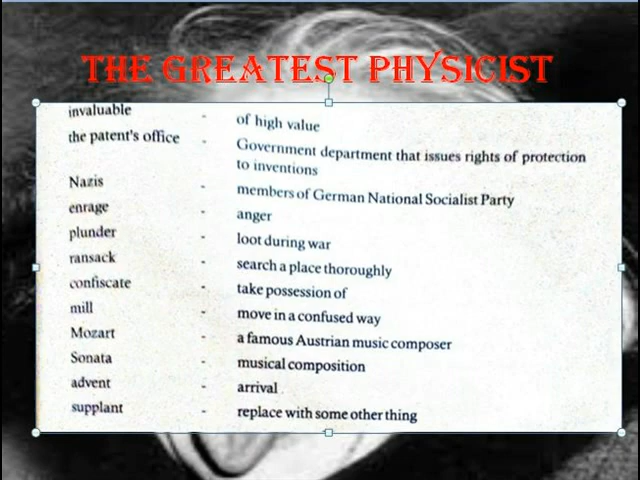 THE GREATEST PHYSICIST
invaluable - of high value
the patent's office - Government department that issues rights of protection
to inventions
Nazis - members of German National Socialist Party
enrage - anger
plunder - loot during war
ransack - search a place thoroughly
confiscate - take possession of
mill - move in a confused way
Mozart - a famous Austrian music composer
Sonata - musical composition
advent - arrival
supplant - replace with some other thing